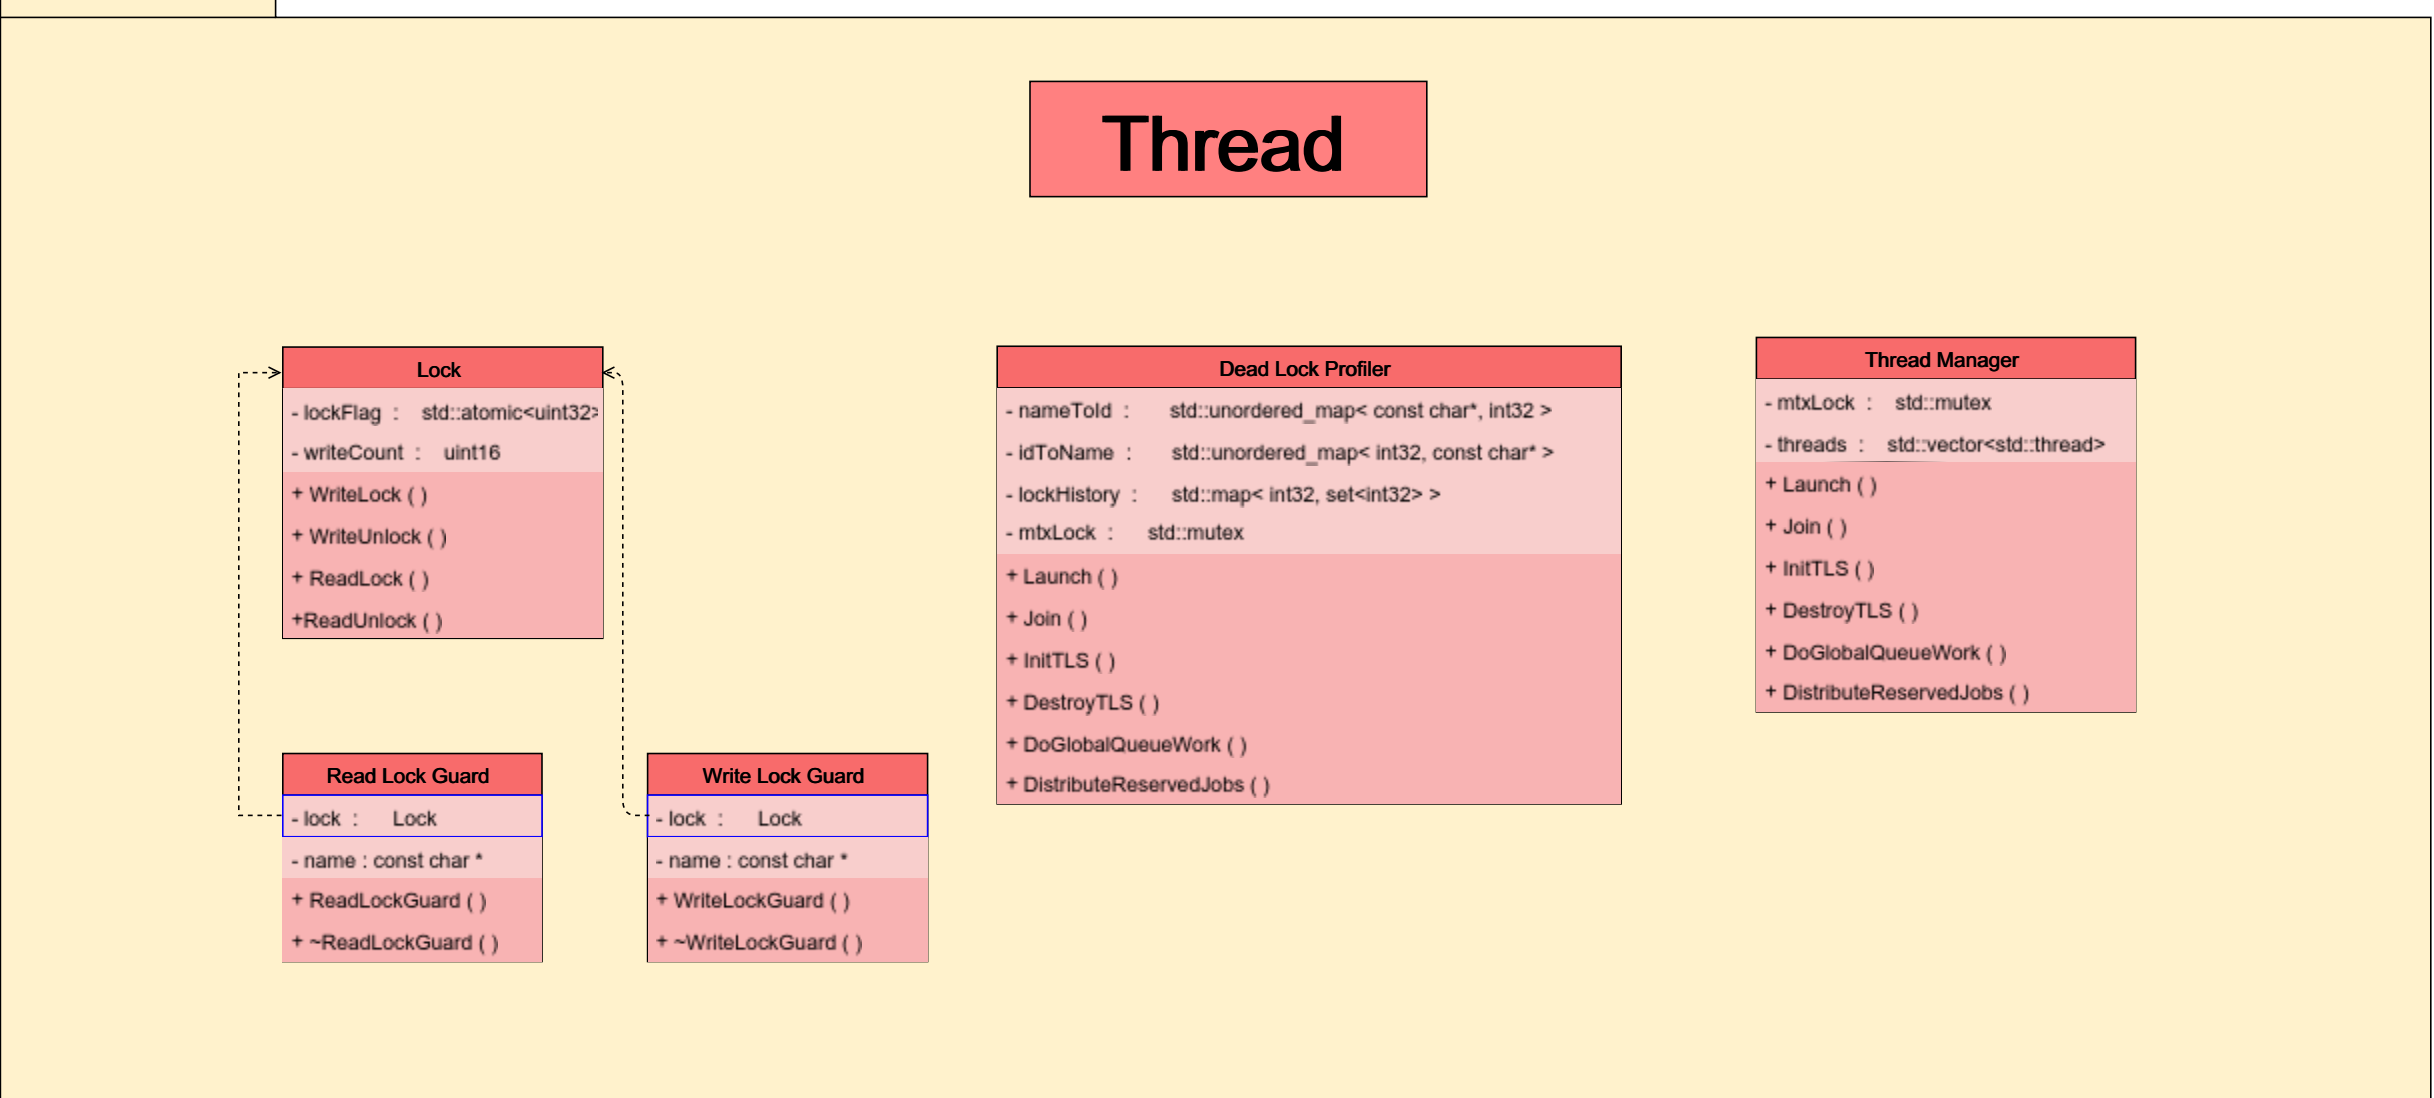 Thread
Lock
- lockFlag : std::atomic<uint32>
- writeCount : uint16
+ WriteLock ( )
+ WriteUnlock ( )
+ ReadLock ( )
+ReadUnlock ( )
Read Lock Guard
- lock : Lock
- name : const char *
+ ReadLockGuard ( )
+ ~ReadLockGuard ( )
Write Lock Guard
- lock : Lock
- name : const char *
+ WriteLockGuard ( )
+ ~WriteLockGuard ( )
Dead Lock Profiler
- nameToId : std::unordered_map< const char*, int32 >
- idToName : std::unordered_map< int32, const char* >
- lockHistory : std::map< int32, set<int32> >
- mtxLock : std::mutex
+ Launch ( )
+ Join ( )
+ InitTLS ( )
+ DestroyTLS ( )
+ DoGlobalQueueWork ( )
+ DistributeReservedJobs ( )
Thread Manager
- mtxLock : std::mutex
- threads : std::vector<std::thread>
+ Launch ( )
+ Join ( )
+ InitTLS ( )
+ DestroyTLS ( )
+ DoGlobalQueueWork ( )
+ DistributeReservedJobs ( )